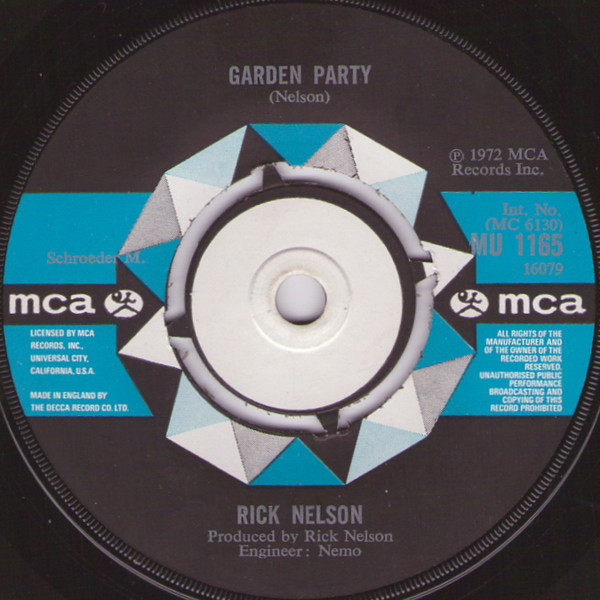 GARDEN PARTY
(Nelson)
℗ 1972 MCA
Records Inc.
Int. No.
(MC 6130)
MU 1165
16079
Schroeder M.
mca
mca
LICENSED BY MCA
RECORDS, INC.,
UNIVERSAL CITY,
CALIFORNIA, U.S.A.
MADE IN ENGLAND BY
THE DECCA RECORD CO. LTD.
ALL RIGHTS OF THE
MANUFACTURER AND
OF THE OWNER OF THE
RECORDED WORK
RESERVED.
UNAUTHORISED PUBLIC
PERFORMANCE
BROADCASTING AND
COPYING OF THIS
RECORD PROHIBITED
RICK NELSON
Produced by Rick Nelson
Engineer: Nemo